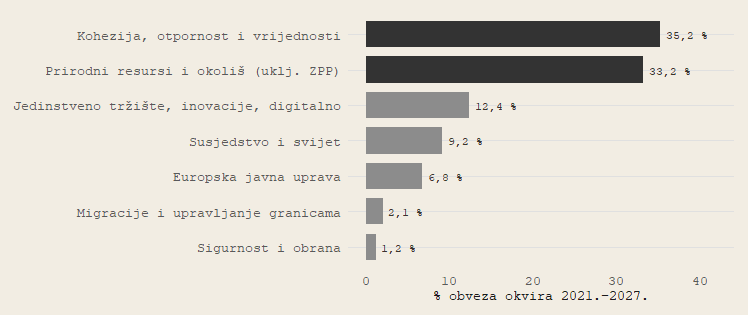 Kohezija, otpornost i vrijednosti 35,2 %
Prirodni resursi i okoliš (uklj. ZPP) 33,2 %
Jedinstveno tržište, inovacije, digitalno 12,4 %
Susjedstvo i svijet 9,2 %
Europska javna uprava 6,8 %
Migracije i upravljanje granicama 2,1 %
Sigurnost i obrana 1,2 %
0 10 20 30 40
% obveza okvira 2021.–2027.